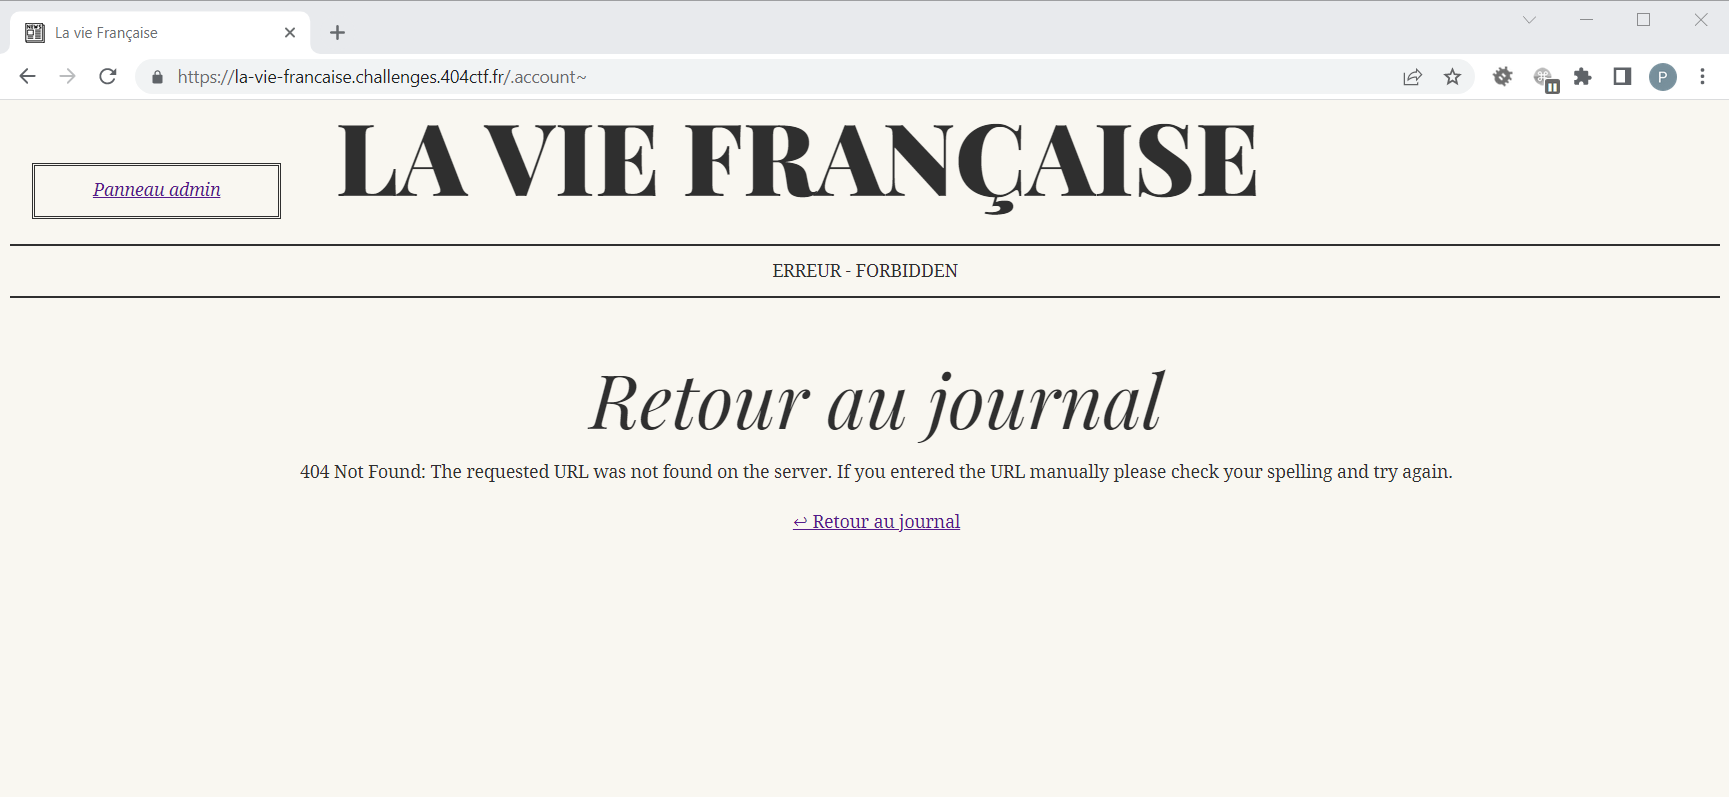 La vie Française
https://la-vie-francaise.challenges.404ctf.fr/.account~
P
LA VIE FRANÇAISE
Panneau admin
ERREUR - FORBIDDEN
Retour au journal
404 Not Found: The requested URL was not found on the server. If you entered the URL manually please check your spelling and try again.
↩ Retour au journal